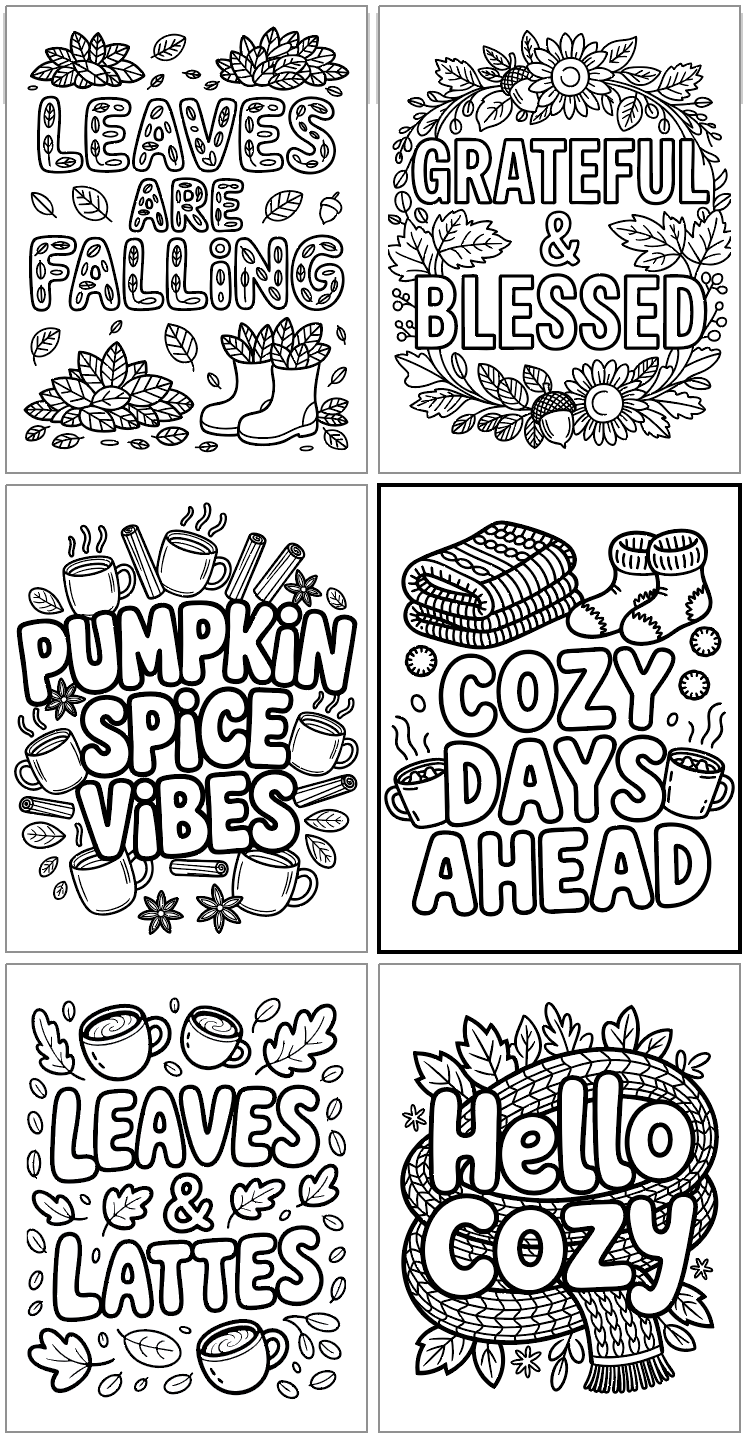 LEAVES
ARE
FALLiNG
GRATEFUL
&
BLESSED
PUMPKiN
SPiCE
ViBES
COZY
DAYS
AHEAD
LEAVES
&
LATTES
Hello
Cozy